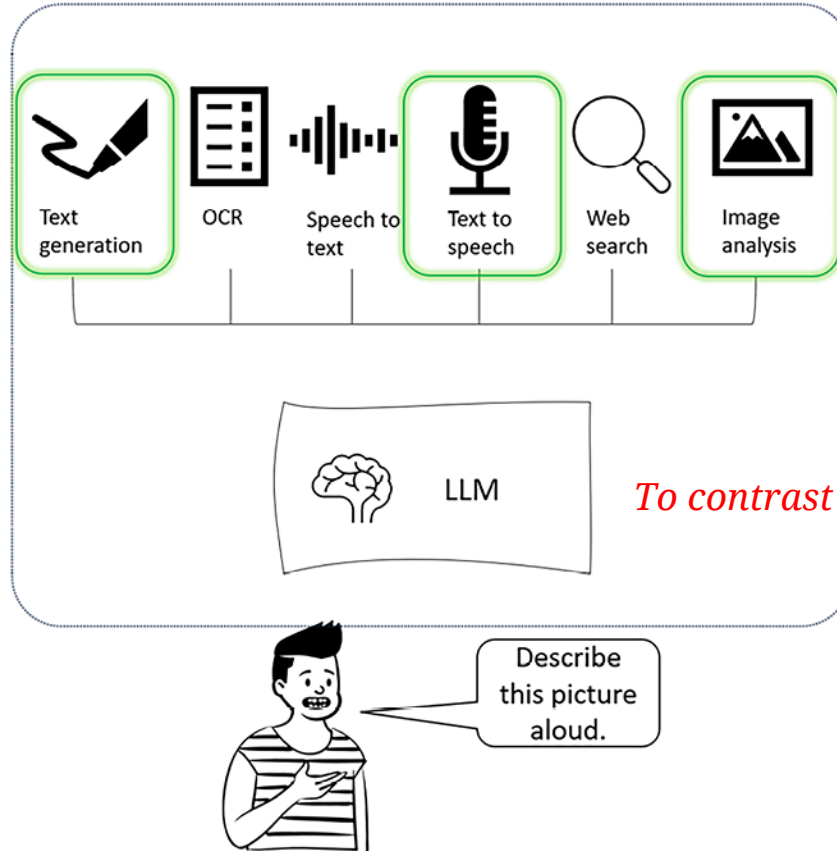 Text
generation
OCR
Speech to
text
Text to
speech
Web
search
Image
analysis
LLM
To contrast
Describe
this picture
aloud.